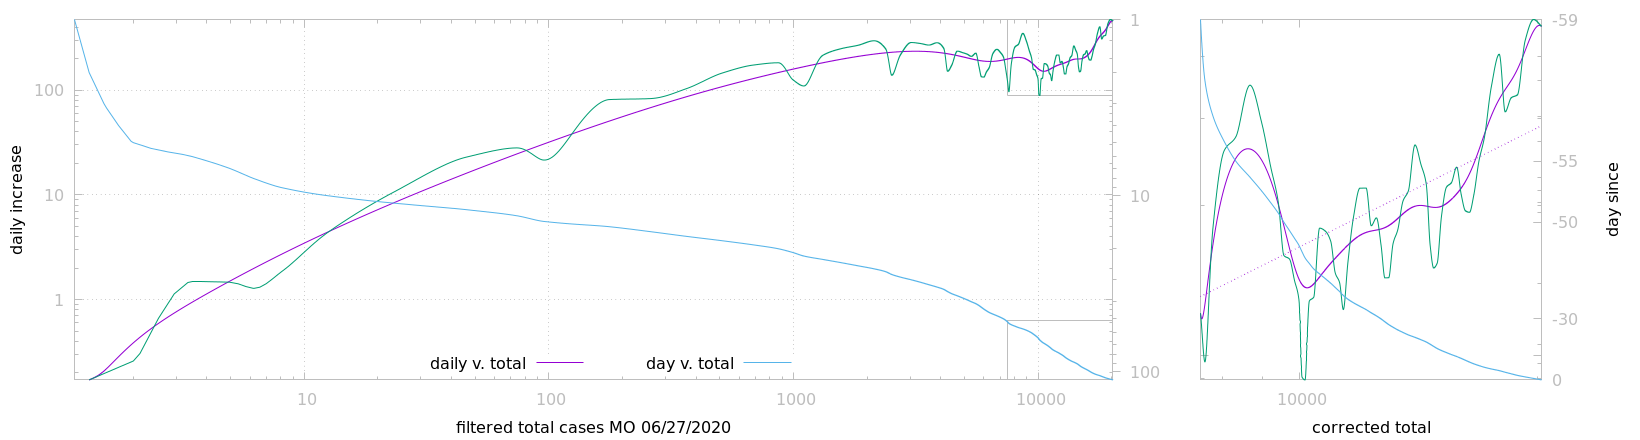 daily increase
100
10
1
daily v. total
day v. total
10
100
1000
10000
filtered total cases MO 06/27/2020
1
10
100
10000
corrected total
-59
-55
-50
-30
0
day since